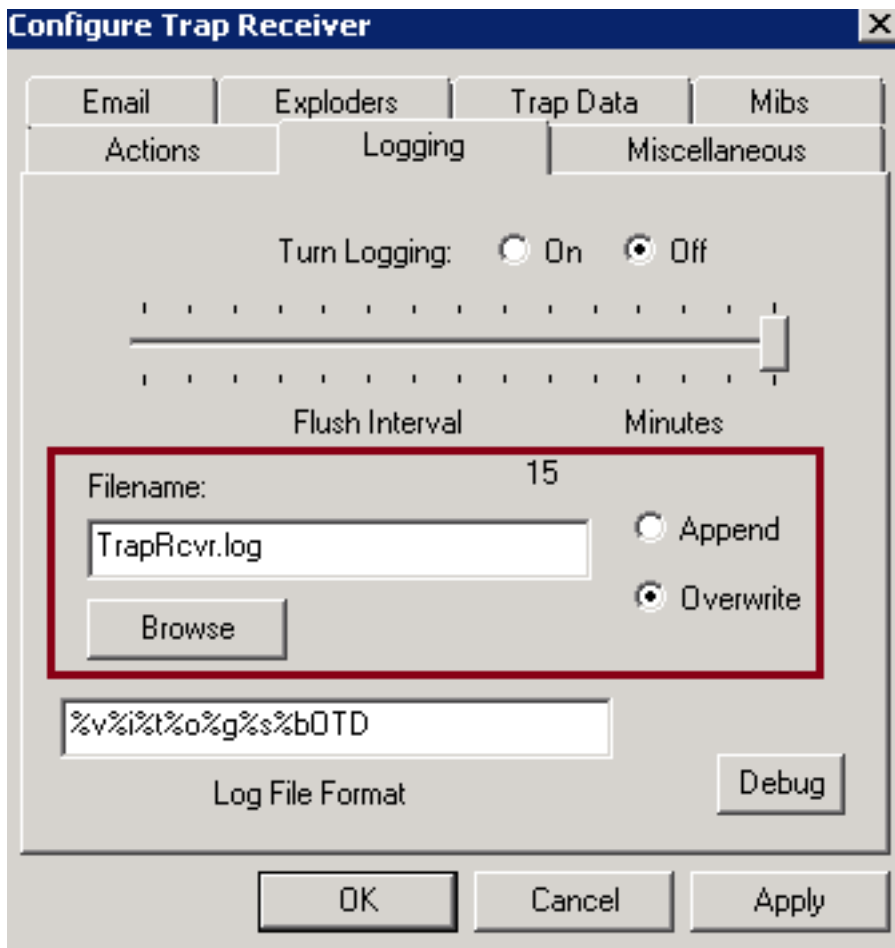 Configure Trap Receiver
Email Exploders Trap Data Mibs
Actions Logging Miscellaneous
Turn Logging: On Off
Flush Interval Minutes
15
Filename:
TrapRcvr.log
Append
Overwrite
Browse
%v%i%t%o%g%s%bOTD
Log File Format
Debug
OK Cancel Apply